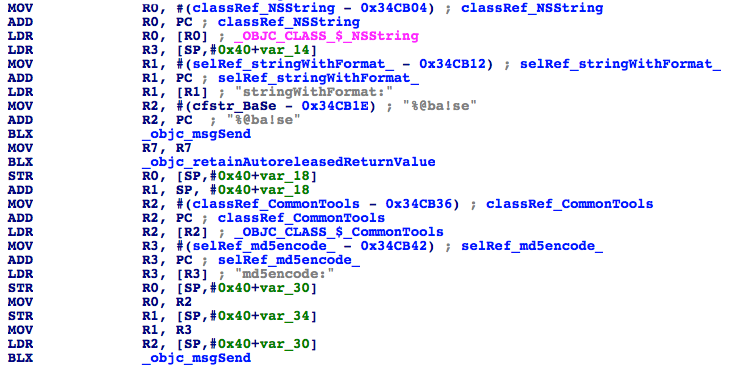 MOV R0, #(classRef_NSString - 0x34CB04) ; classRef_NSString
ADD R0, PC ; classRef_NSString
LDR R0, [R0] ; _OBJC_CLASS_$_NSString
LDR R3, [SP,#0x40+var_14]
MOV R1, #(selRef_stringWithFormat_ - 0x34CB12) ; selRef_stringWithFormat_
ADD R1, PC ; selRef_stringWithFormat_
LDR R1, [R1] ; "stringWithFormat:"
MOV R2, #(cfstr_BaSe - 0x34CB1E) ; "%@ba!se"
ADD R2, PC ; "%@ba!se"
BLX _objc_msgSend
MOV R7, R7
BLX _objc_retainAutoreleasedReturnValue
STR R0, [SP,#0x40+var_18]
ADD R1, SP, #0x40+var_18
MOV R2, #(classRef_CommonTools - 0x34CB36) ; classRef_CommonTools
ADD R2, PC ; classRef_CommonTools
LDR R2, [R2] ; _OBJC_CLASS_$_CommonTools
MOV R3, #(selRef_md5encode_ - 0x34CB42) ; selRef_md5encode_
ADD R3, PC ; selRef_md5encode_
LDR R3, [R3] ; "md5encode:"
STR R0, [SP,#0x40+var_30]
MOV R0, R2
STR R1, [SP,#0x40+var_34]
MOV R1, R3
LDR R2, [SP,#0x40+var_30]
BLX _objc_msgSend